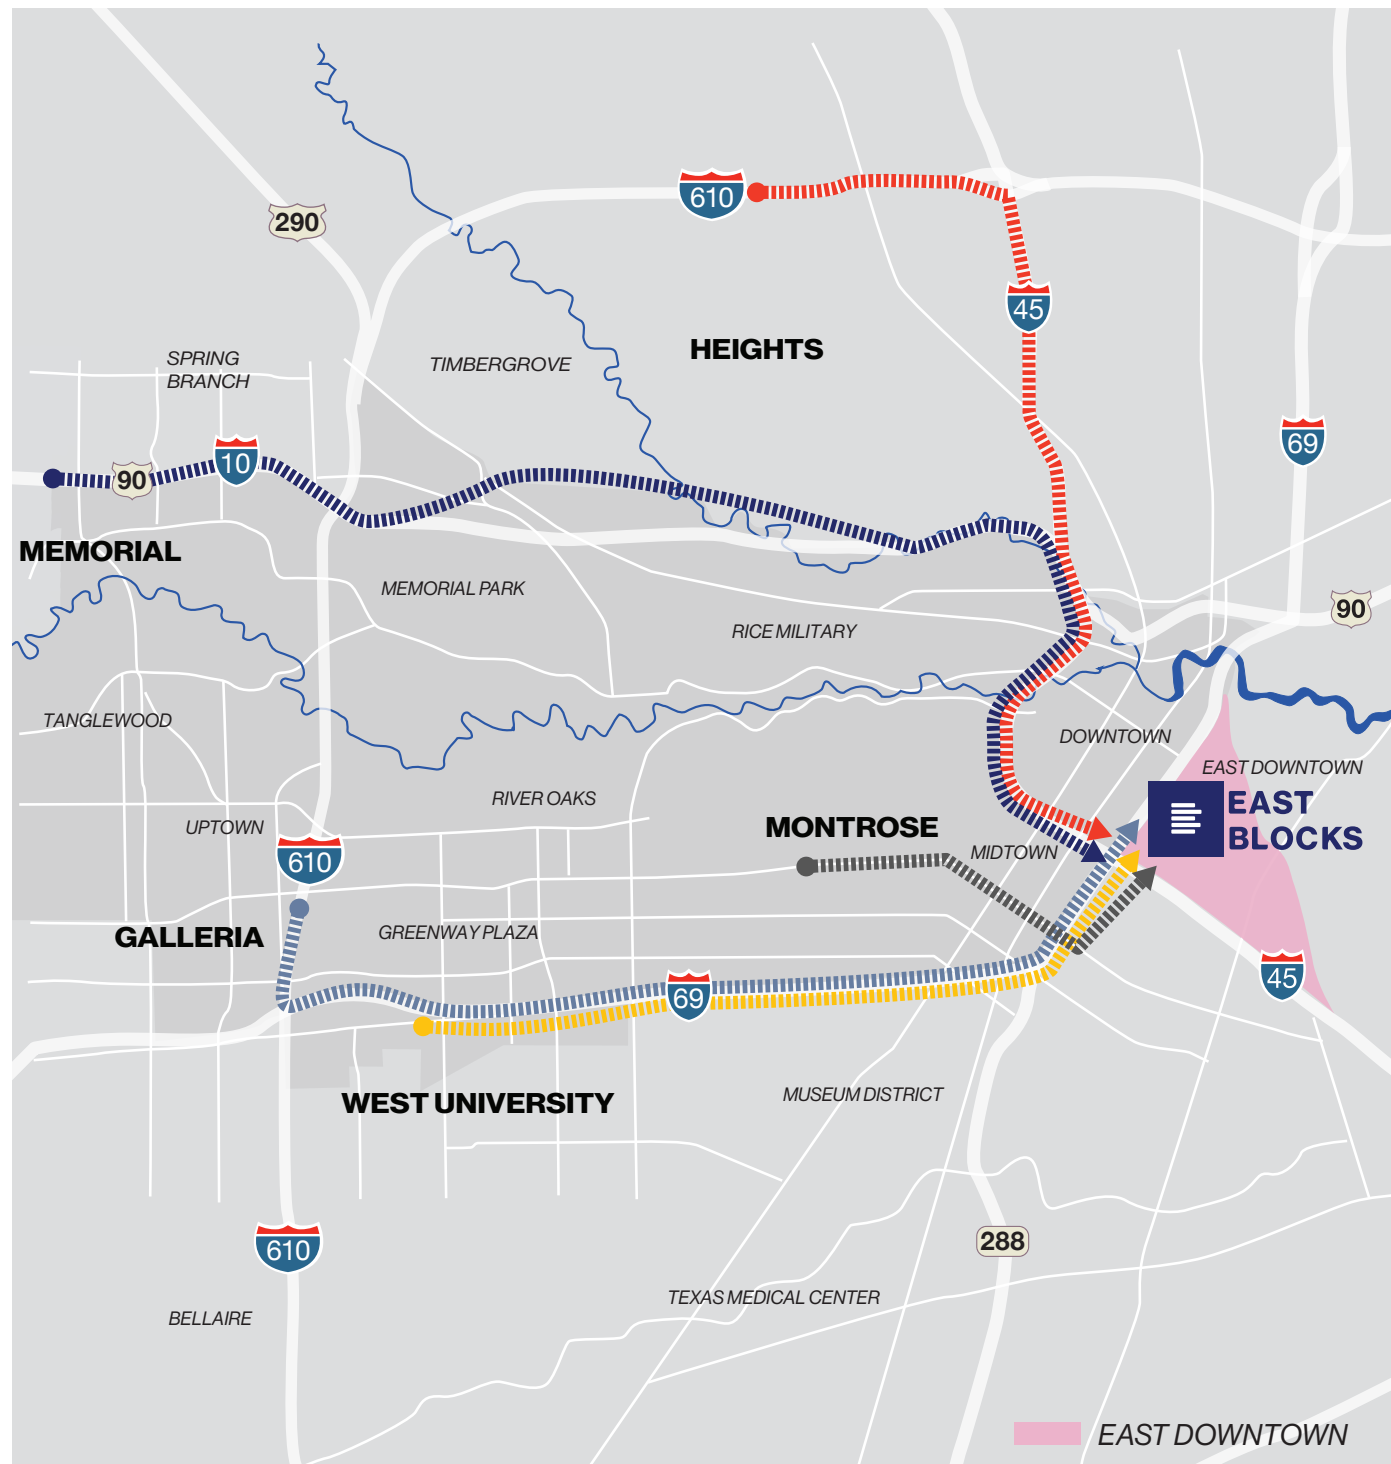 610
290
45
HEIGHTS
SPRING
BRANCH
TIMBERGROVE
69
10
90
MEMORIAL
MEMORIAL PARK
90
RICE MILITARY
TANGLEWOOD
DOWNTOWN
EAST DOWNTOWN
RIVER OAKS
EAST
BLOCKS
UPTOWN
MONTROSE
MIDTOWN
610
GALLERIA
GREENWAY PLAZA
45
69
WEST UNIVERSITY
MUSEUM DISTRICT
288
610
TEXAS MEDICAL CENTER
BELLAIRE
EAST DOWNTOWN